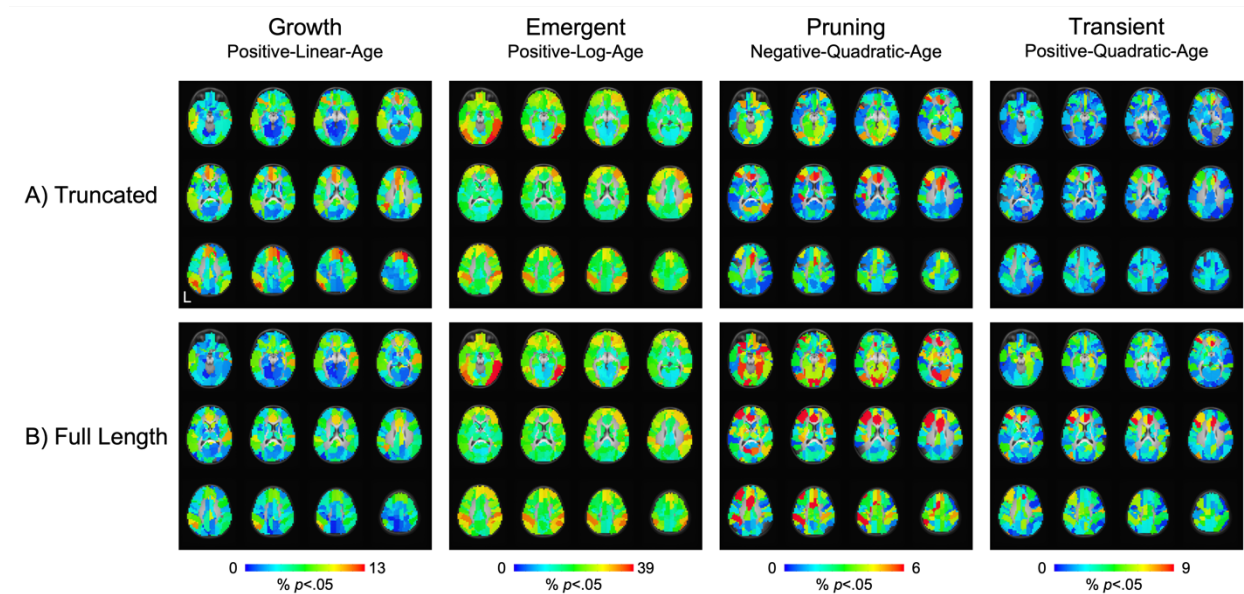 Growth
Positive-Linear-Age
Emergent
Positive-Log-Age
Pruning
Negative-Quadratic-Age
Transient
Positive-Quadratic-Age
A) Truncated
L
B) Full Length
0 13
% p<.05
0 39
% p<.05
0 6
% p<.05
0 9
% p<.05